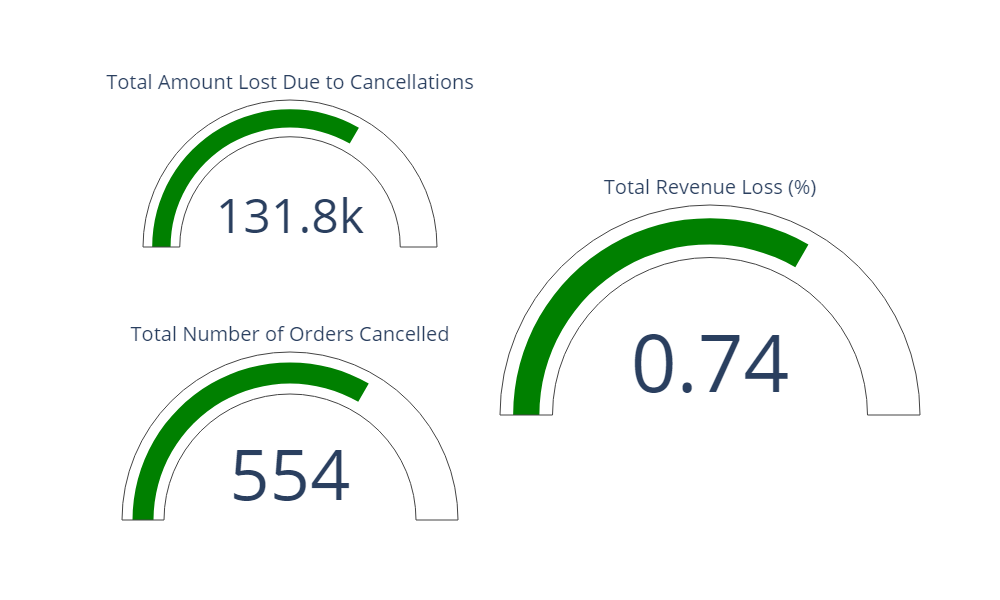 Total Amount Lost Due to Cancellations
131.8k
Total Revenue Loss (%)
0.74
Total Number of Orders Cancelled
554